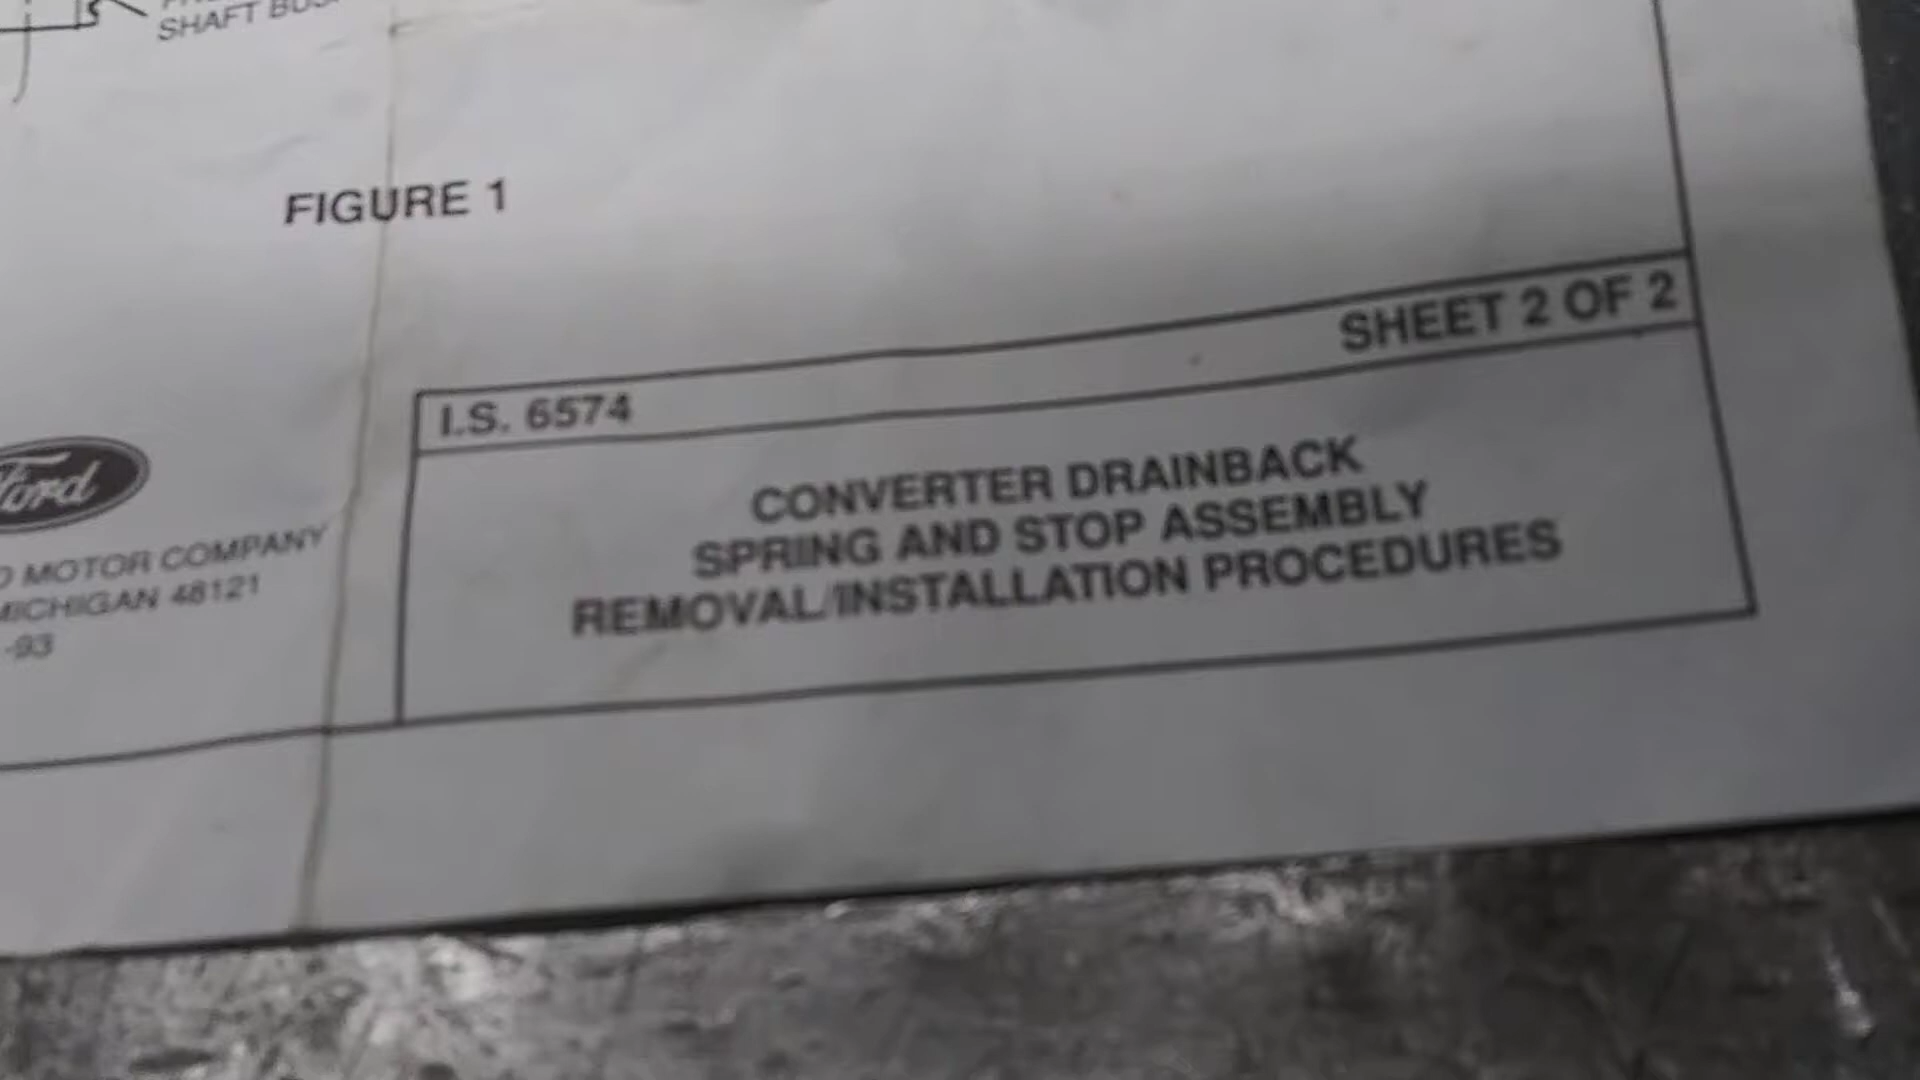 SHAFT
FIGURE 1
SHEET 2 OF 2
I.S. 6574
CONVERTER DRAINBACK
SPRING AND STOP ASSEMBLY
REMOVAL/INSTALLATION PROCEDURES
Ford
MOTOR COMPANY
MICHIGAN 48121
-93